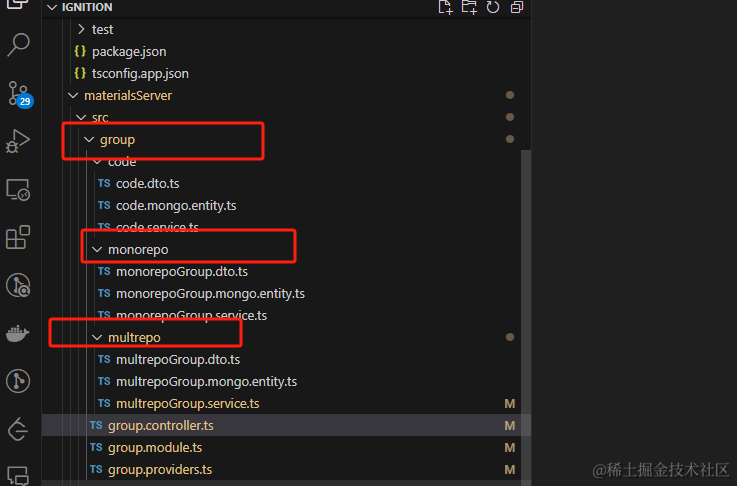 IGNITION
test
{} package.json
{} tsconfig.app.json
materialsServer
src
29
group
code
TS code.dto.ts
TS code.mongo.entity.ts
TS code.service.ts
monorepo
TS monorepoGroup.dto.ts
TS monorepoGroup.mongo.entity.ts
TS monorepoGroup.service.ts
multrepo
TS multrepoGroup.dto.ts
TS multrepoGroup.mongo.entity.ts
TS multrepoGroup.service.ts M
TS group.controller.ts M
TS group.module.ts M
TS group.providers.ts M
@稀土掘金技术社区